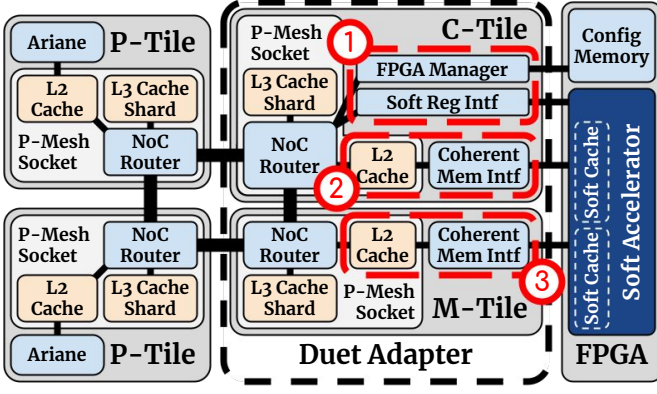 Ariane
P-Tile
L2
Cache
L3 Cache
Shard
P-Mesh
Socket
NoC
Router
P-Mesh
Socket
NoC
Router
L2
Cache
L3 Cache
Shard
Ariane
P-Tile
P-Mesh
Socket
1
C-Tile
L3 Cache
Shard
FPGA Manager
Soft Reg Intf
NoC
Router
2
L2
Cache
Coherent
Mem Intf
NoC
Router
L2
Cache
Coherent
Mem Intf
3
L3 Cache
Shard
P-Mesh
Socket
M-Tile
Duet Adapter
Config
Memory
Soft Cache
Soft Cache
Soft Accelerator
FPGA